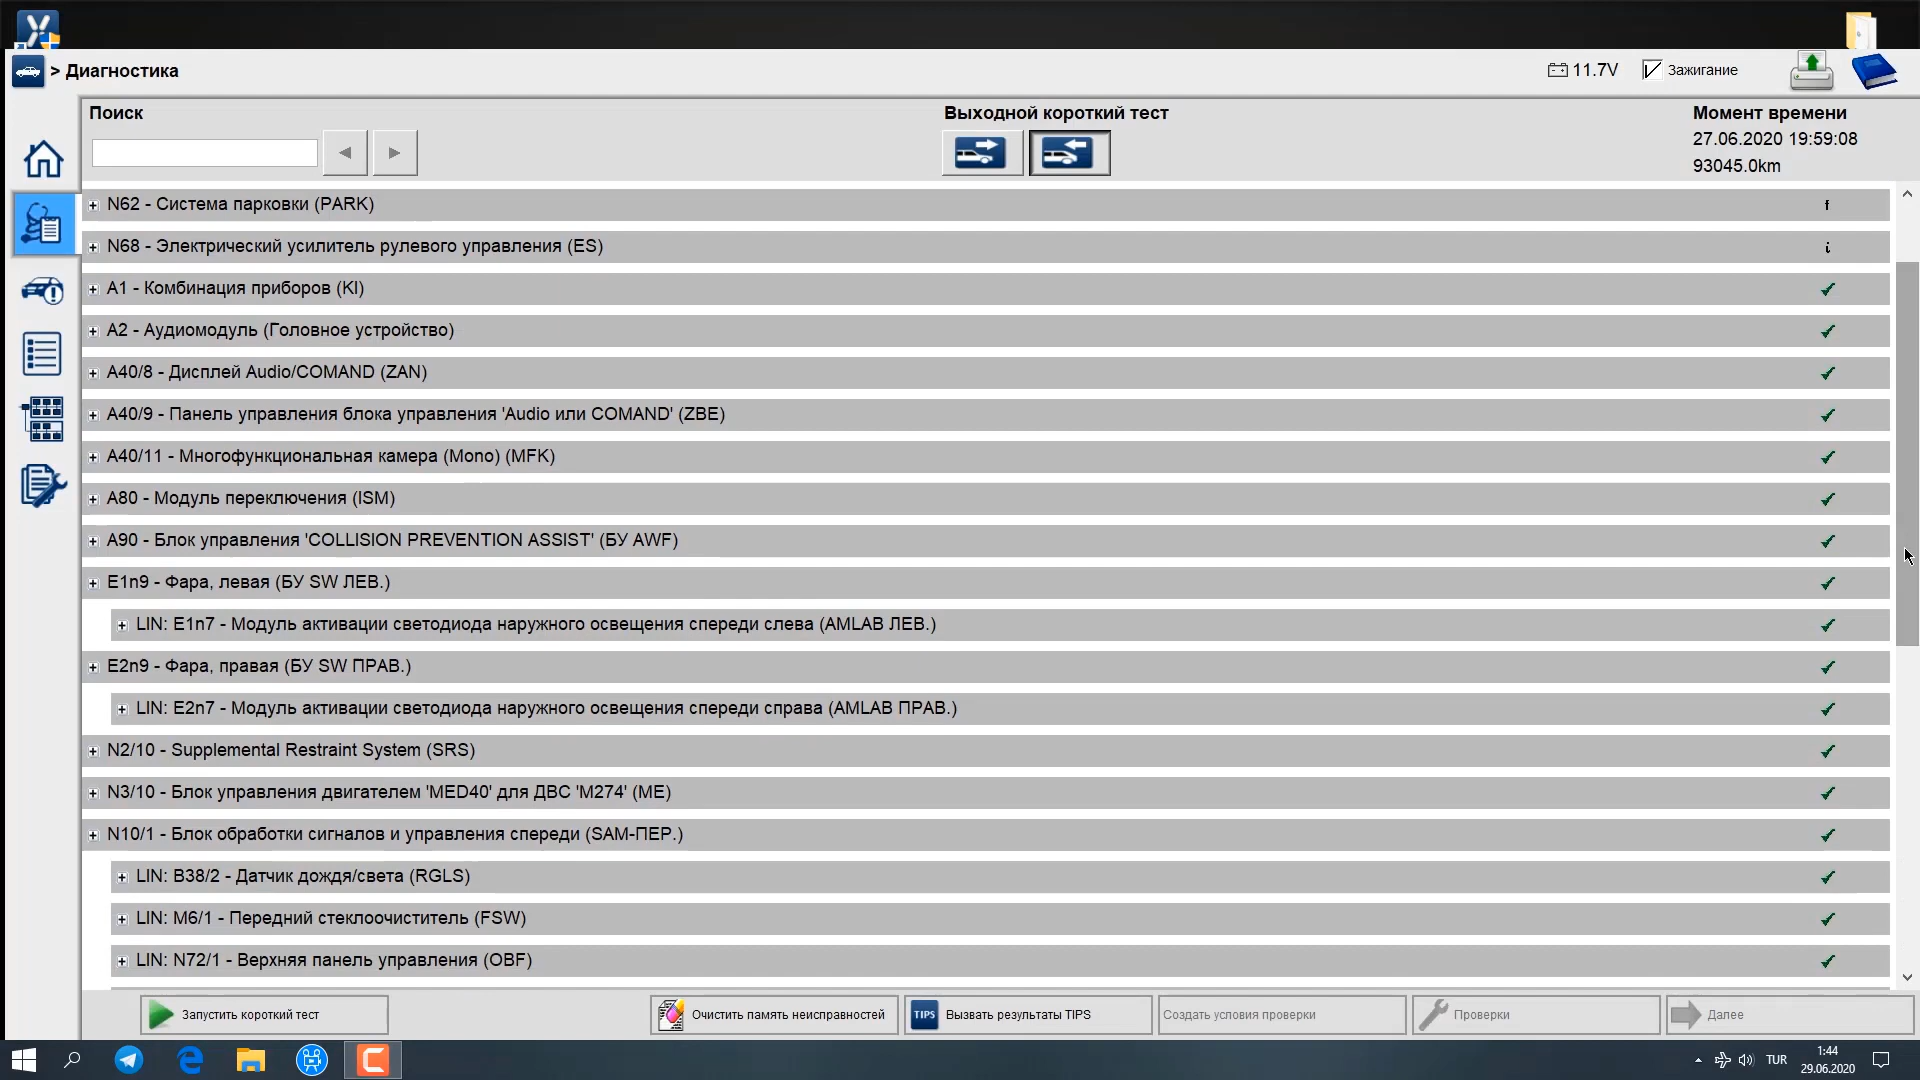 > Диагностика
11.7V
Зажигание
Поиск
Выходной короткий тест
Момент времени
27.06.2020 19:59:08
93045.0km
N62 - Система парковки (PARK) f
N68 - Электрический усилитель рулевого управления (ES) i
A1 - Комбинация приборов (KI)
A2 - Аудиомодуль (Головное устройство)
A40/8 - Дисплей Audio/COMAND (ZAN)
A40/9 - Панель управления блока управления 'Audio или COMAND' (ZBE)
A40/11 - Многофункциональная камера (Mono) (MFK)
A80 - Модуль переключения (ISM)
A90 - Блок управления 'COLLISION PREVENTION ASSIST' (БУ AWF)
E1n9 - Фара, левая (БУ SW ЛЕВ.)
LIN: E1n7 - Модуль активации светодиода наружного освещения спереди слева (AMLAB ЛЕВ.)
E2n9 - Фара, правая (БУ SW ПРАВ.)
LIN: E2n7 - Модуль активации светодиода наружного освещения спереди справа (AMLAB ПРАВ.)
N2/10 - Supplemental Restraint System (SRS)
N3/10 - Блок управления двигателем 'MED40' для ДВС 'M274' (ME)
N10/1 - Блок обработки сигналов и управления спереди (SAM-ПЕР.)
LIN: B38/2 - Датчик дождя/света (RGLS)
LIN: M6/1 - Передний стеклоочиститель (FSW)
LIN: N72/1 - Верхняя панель управления (OBF)
Запустить короткий тест
Очистить память неисправностей
TIPS Вызвать результаты TIPS
Создать условия проверки
Проверки
Далее
TUR
1:44
29.06.2020